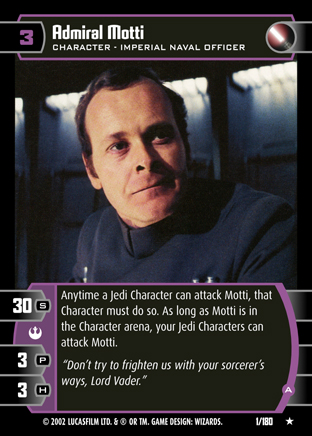 3
Admiral Motti
CHARACTER - IMPERIAL NAVAL OFFICER
30 S
Anytime a Jedi Character can attack Motti, that
Character must do so. As long as Motti is in
the Character arena, your Jedi Characters can
attack Motti.
3 P
3 H
"Don't try to frighten us with your sorcerer's
ways, Lord Vader."
A
© 2002 LUCASFILM LTD. & ® OR TM. GAME DESIGN: WIZARDS. 1/180